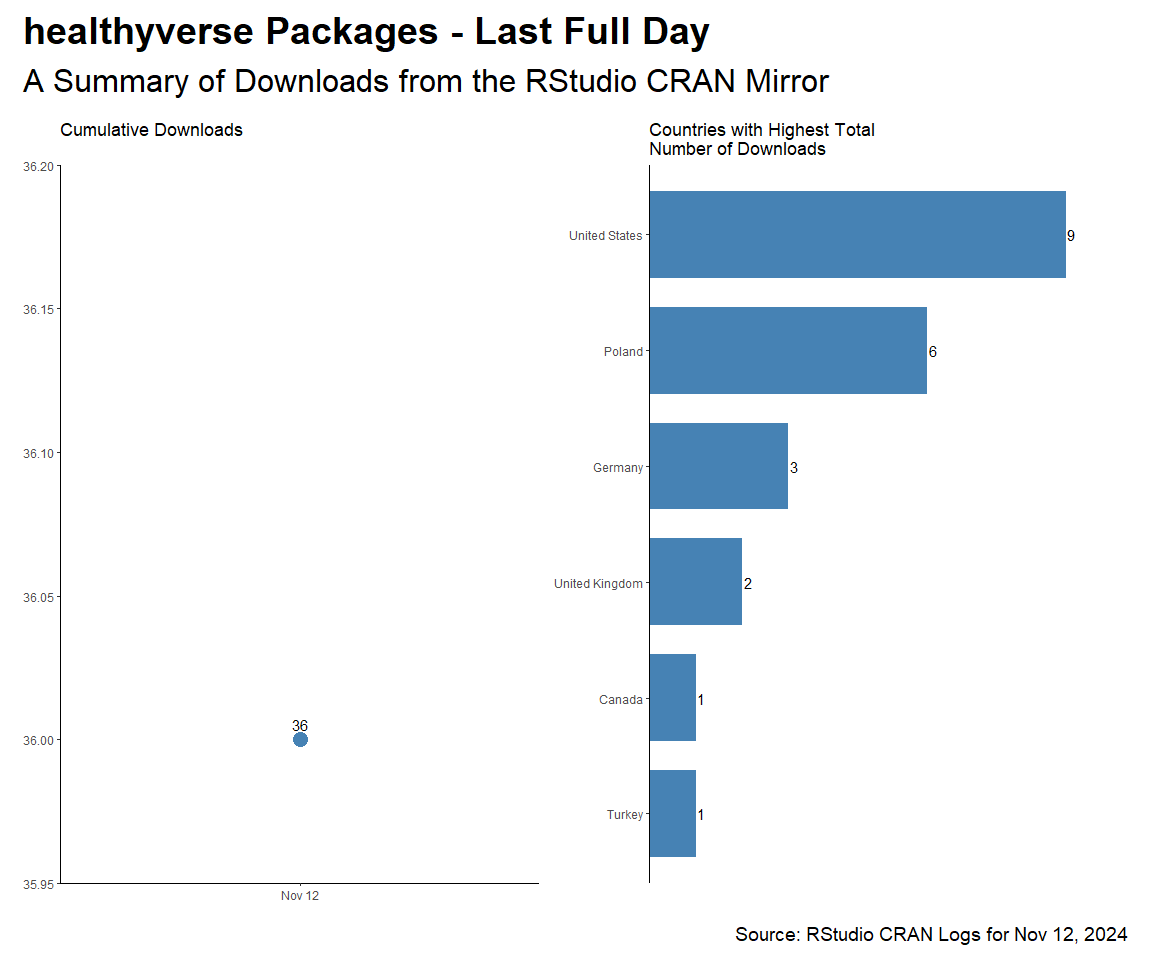 healthyverse Packages - Last Full Day
A Summary of Downloads from the RStudio CRAN Mirror
Cumulative Downloads
36.20
36.15
36.10
36.05
36.00
35.95
36
Nov 12
Countries with Highest Total
Number of Downloads
United States 9
Poland 6
Germany 3
United Kingdom 2
Canada 1
Turkey 1
Source: RStudio CRAN Logs for Nov 12, 2024